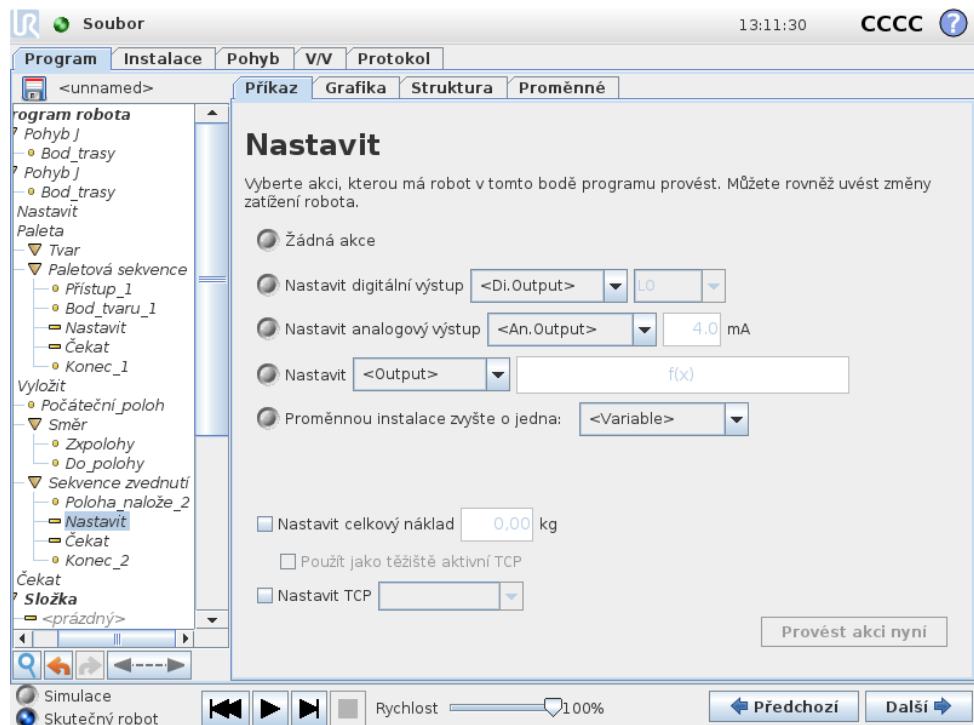 UR Soubor 13:11:30 CCCC ?
Program Instalace Pohyb V/V Protokol
<unnamed> Příkaz Grafika Struktura Proměnné
rogram robota
Pohyb J
Bod_trasy
Pohyb J
Bod_trasy
Nastavit
Paleta
Tvar
Paletová sekvence
Přístup_1
Bod_tvaru_1
Nastavit
Čekat
Konec_1
Vyložit
Počáteční_poloh
Směr
Zxpolohy
Do_polohy
Sekvence zvednutí
Poloha_nalože_2
Nastavit
Čekat
Konec_2
Čekat
Složka
<prázdný>
Nastavit
Vyberte akci, kterou má robot v tomto bodě programu provést. Můžete rovněž uvést změny
zatížení robota.
Žádná akce
Nastavit digitální výstup <Di.Output> L0
Nastavit analogový výstup <An.Output> 4.0 mA
Nastavit <Output> f(x)
Proměnnou instalace zvyšte o jedna: <Variable>
Nastavit celkový náklad 0,00 kg
Použít jako těžiště aktivní TCP
Nastavit TCP
Provést akci nyní
Simulace
Skutečný robot
Rychlost 100%
Předchozí Další